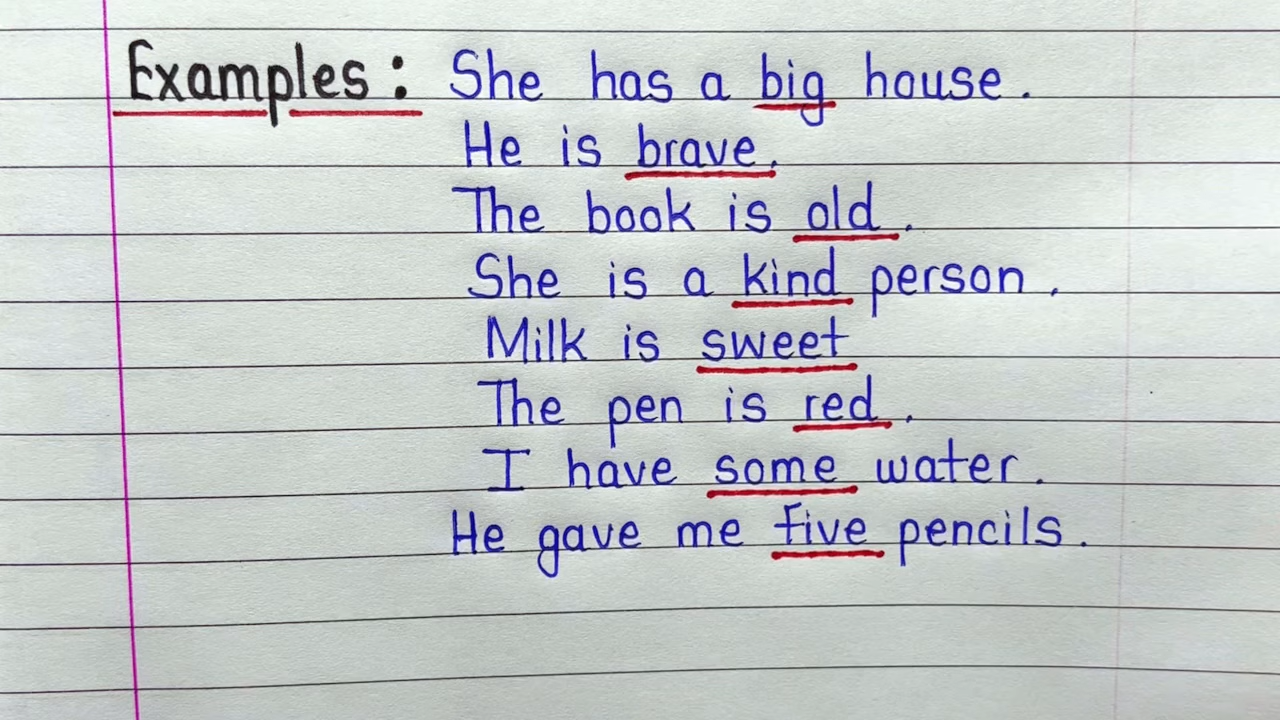 Examples : She has a big house.
He is brave.
The book is old.
She is a kind person.
Milk is sweet
The pen is red.
I have some water.
He gave me five pencils.